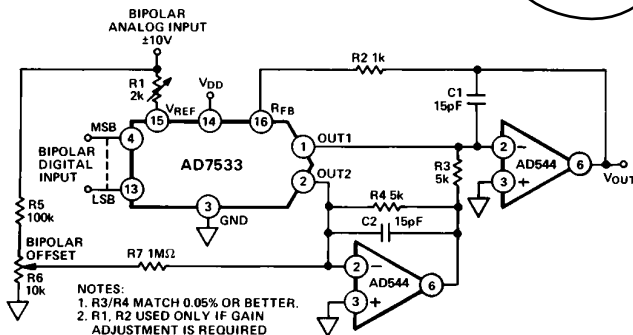 BIPOLAR
ANALOG INPUT
±10V
R1
2k
VDD
R2 1k
C1
15pF
VREF
RFB
15
14
16
MSB
4
BIPOLAR
DIGITAL
INPUT
AD7533
1
OUT1
2
OUT2
LSB
13
3
GND
2 −
AD544
6
3 +
VOUT
R3
5k
R4 5k
C2
15pF
R5
100k
BIPOLAR
OFFSET
R6
10k
R7 1MΩ
2 −
AD544
6
3 +
NOTES:
1. R3/R4 MATCH 0.05% OR BETTER.
2. R1, R2 USED ONLY IF GAIN
ADJUSTMENT IS REQUIRED